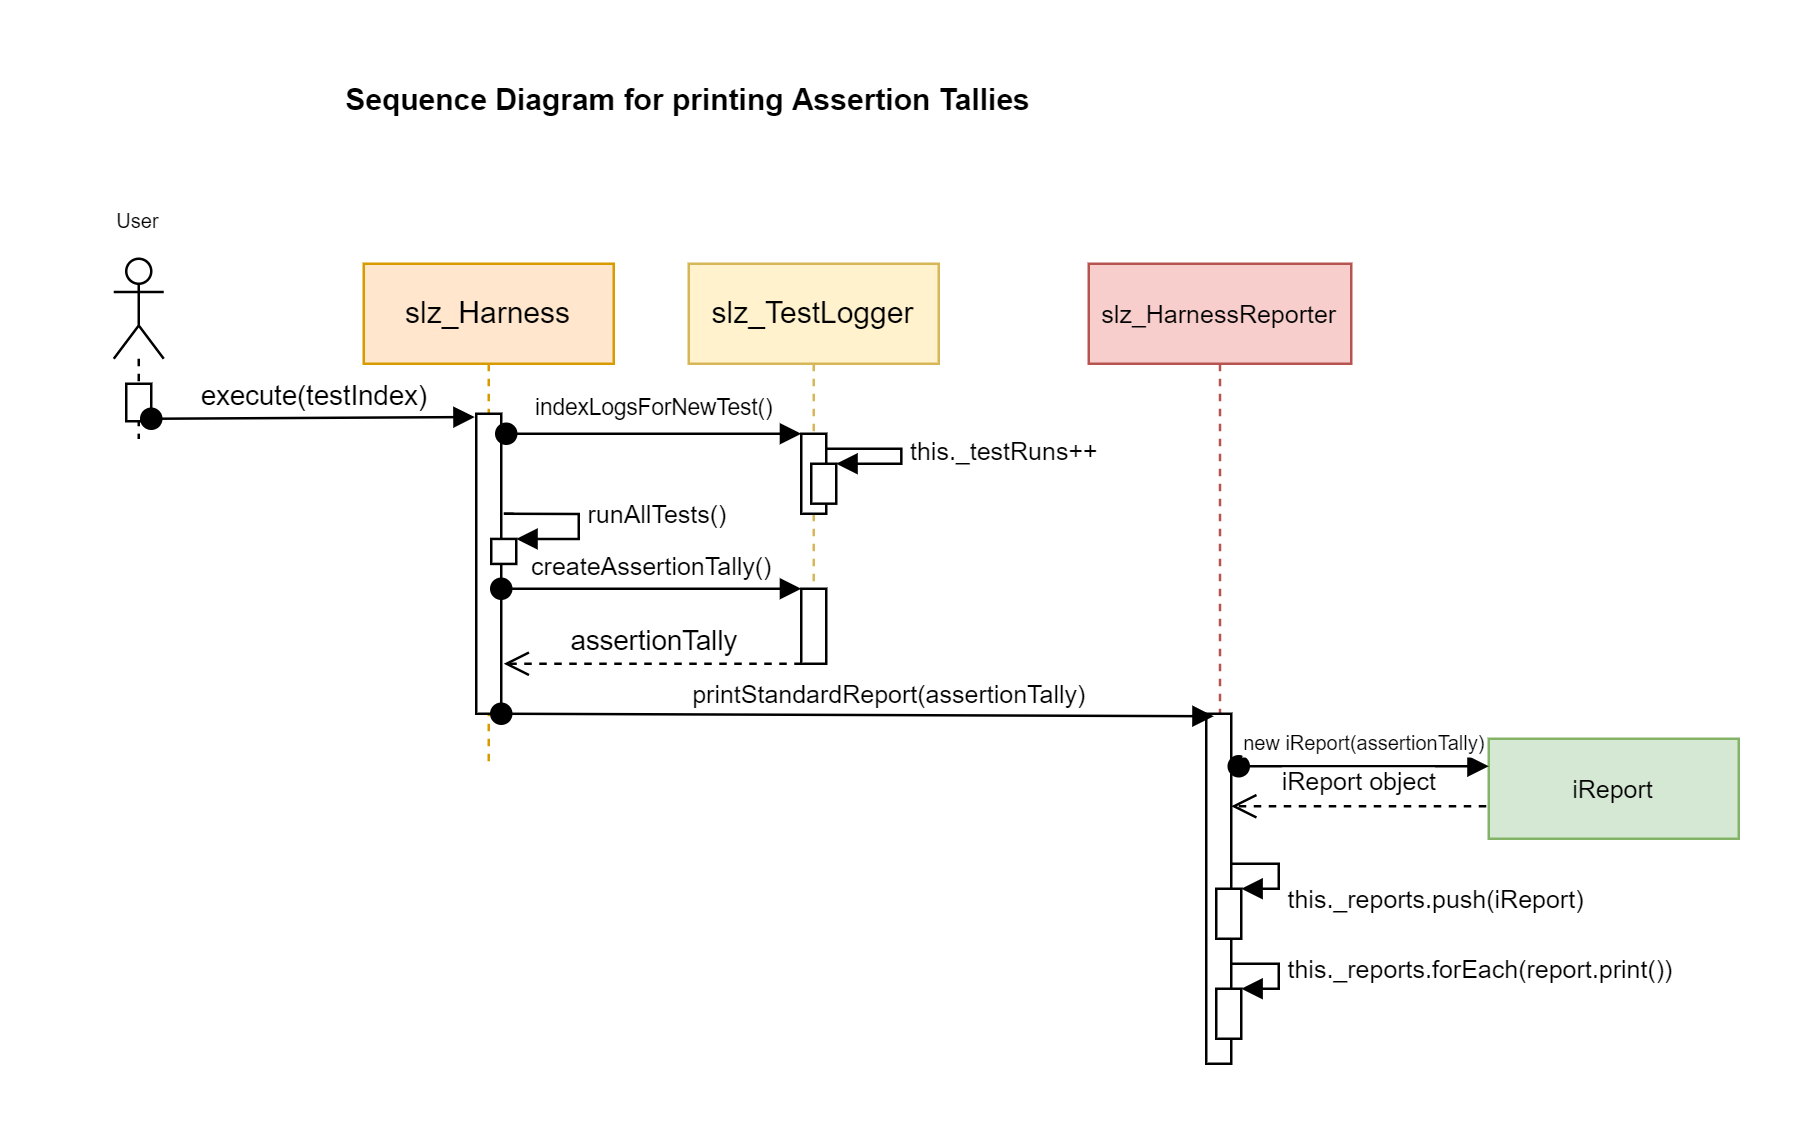 Sequence Diagram for printing Assertion Tallies
User
slz_Harness
slz_TestLogger
slz_HarnessReporter
execute(testIndex)
indexLogsForNewTest()
this._testRuns++
runAllTests()
createAssertionTally()
assertionTally
printStandardReport(assertionTally)
new iReport(assertionTally)
iReport object
iReport
this._reports.push(iReport)
this._reports.forEach(report.print())